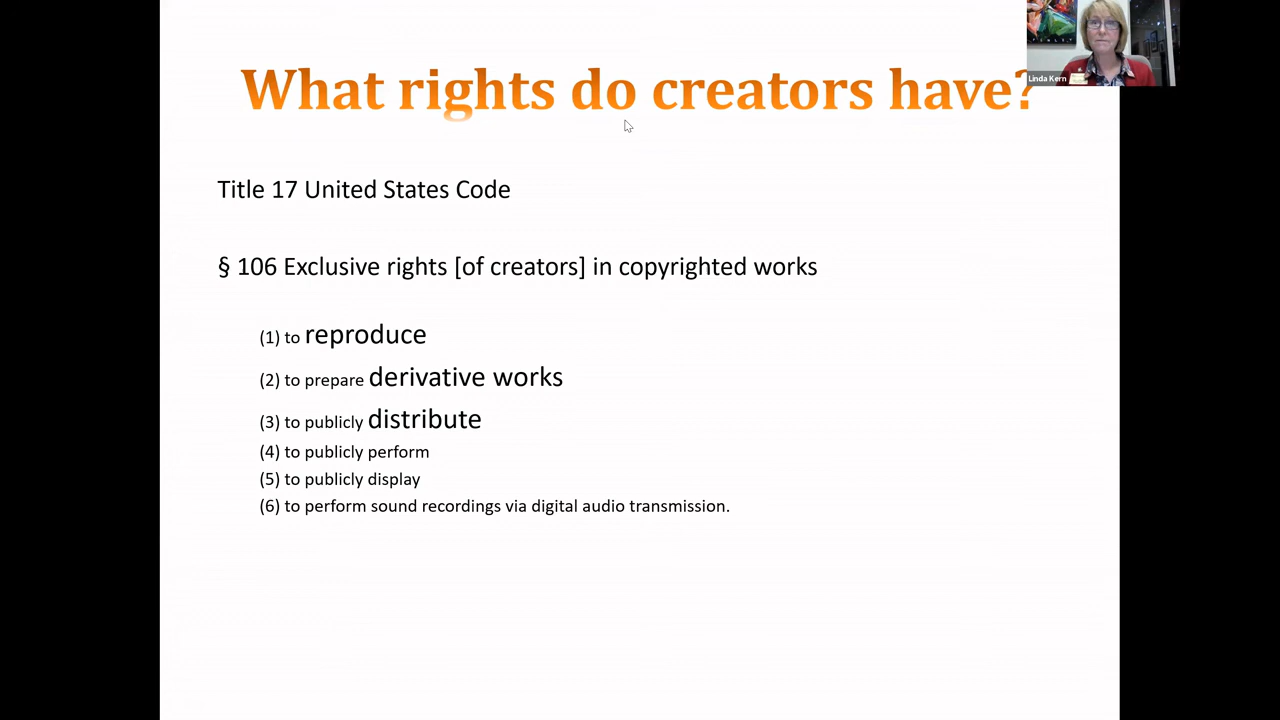 What rights do creators have?
Linda Kern
Title 17 United States Code
§ 106 Exclusive rights [of creators] in copyrighted works
(1) to reproduce
(2) to prepare derivative works
(3) to publicly distribute
(4) to publicly perform
(5) to publicly display
(6) to perform sound recordings via digital audio transmission.